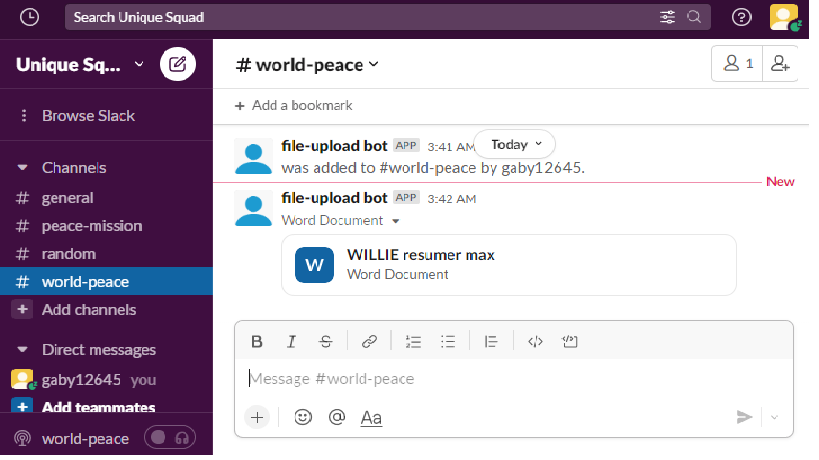 Search Unique Squad
Unique Sq...
# world-peace
1
Browse Slack
+ Add a bookmark
Channels
# general
# peace-mission
# random
# world-peace
+ Add channels
Direct messages
gaby12645 you
+ Add teammates
world-peace
file-upload bot APP 3:41 AM
Today
was added to #world-peace by gaby12645.
New
file-upload bot APP 3:42 AM
Word Document
W
WILLIE resumer max
Word Document
B I S
Message #world-peace
+ @ Aa